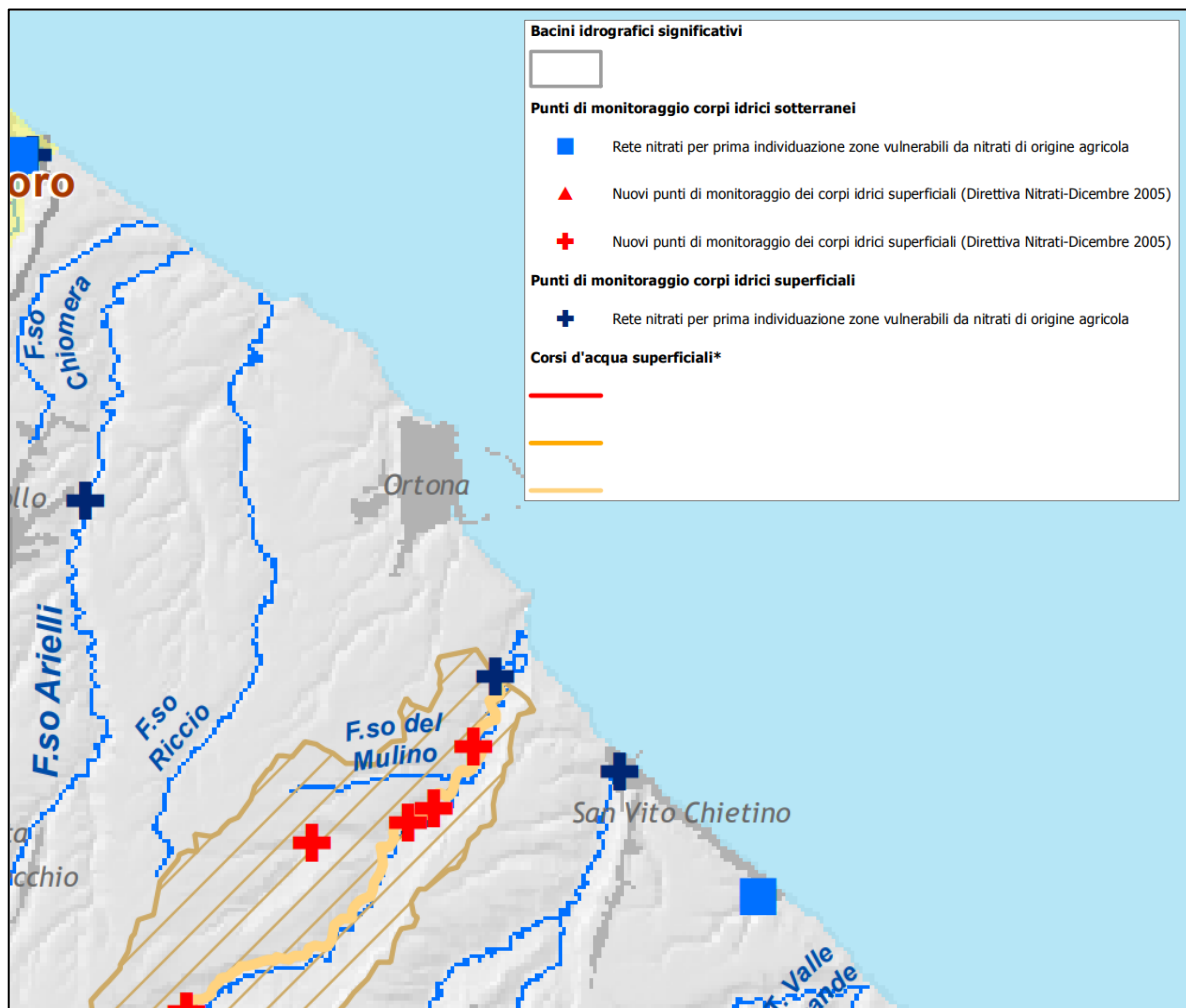 Bacini idrografici significativi
Punti di monitoraggio corpi idrici sotterranei
Rete nitrati per prima individuazione zone vulnerabili da nitrati di origine agricola
Nuovi punti di monitoraggio dei corpi idrici superficiali (Direttiva Nitrati-Dicembre 2005)
Nuovi punti di monitoraggio dei corpi idrici superficiali (Direttiva Nitrati-Dicembre 2005)
Punti di monitoraggio corpi idrici superficiali
Rete nitrati per prima individuazione zone vulnerabili da nitrati di origine agricola
Corsi d'acqua superficiali*
oro
F.so
Chiomera
ollo
Ortona
F.so Arielli
F.so
Riccio
F.so del
Mulino
San Vito Chietino
ta
cchio
F. Valle
ande